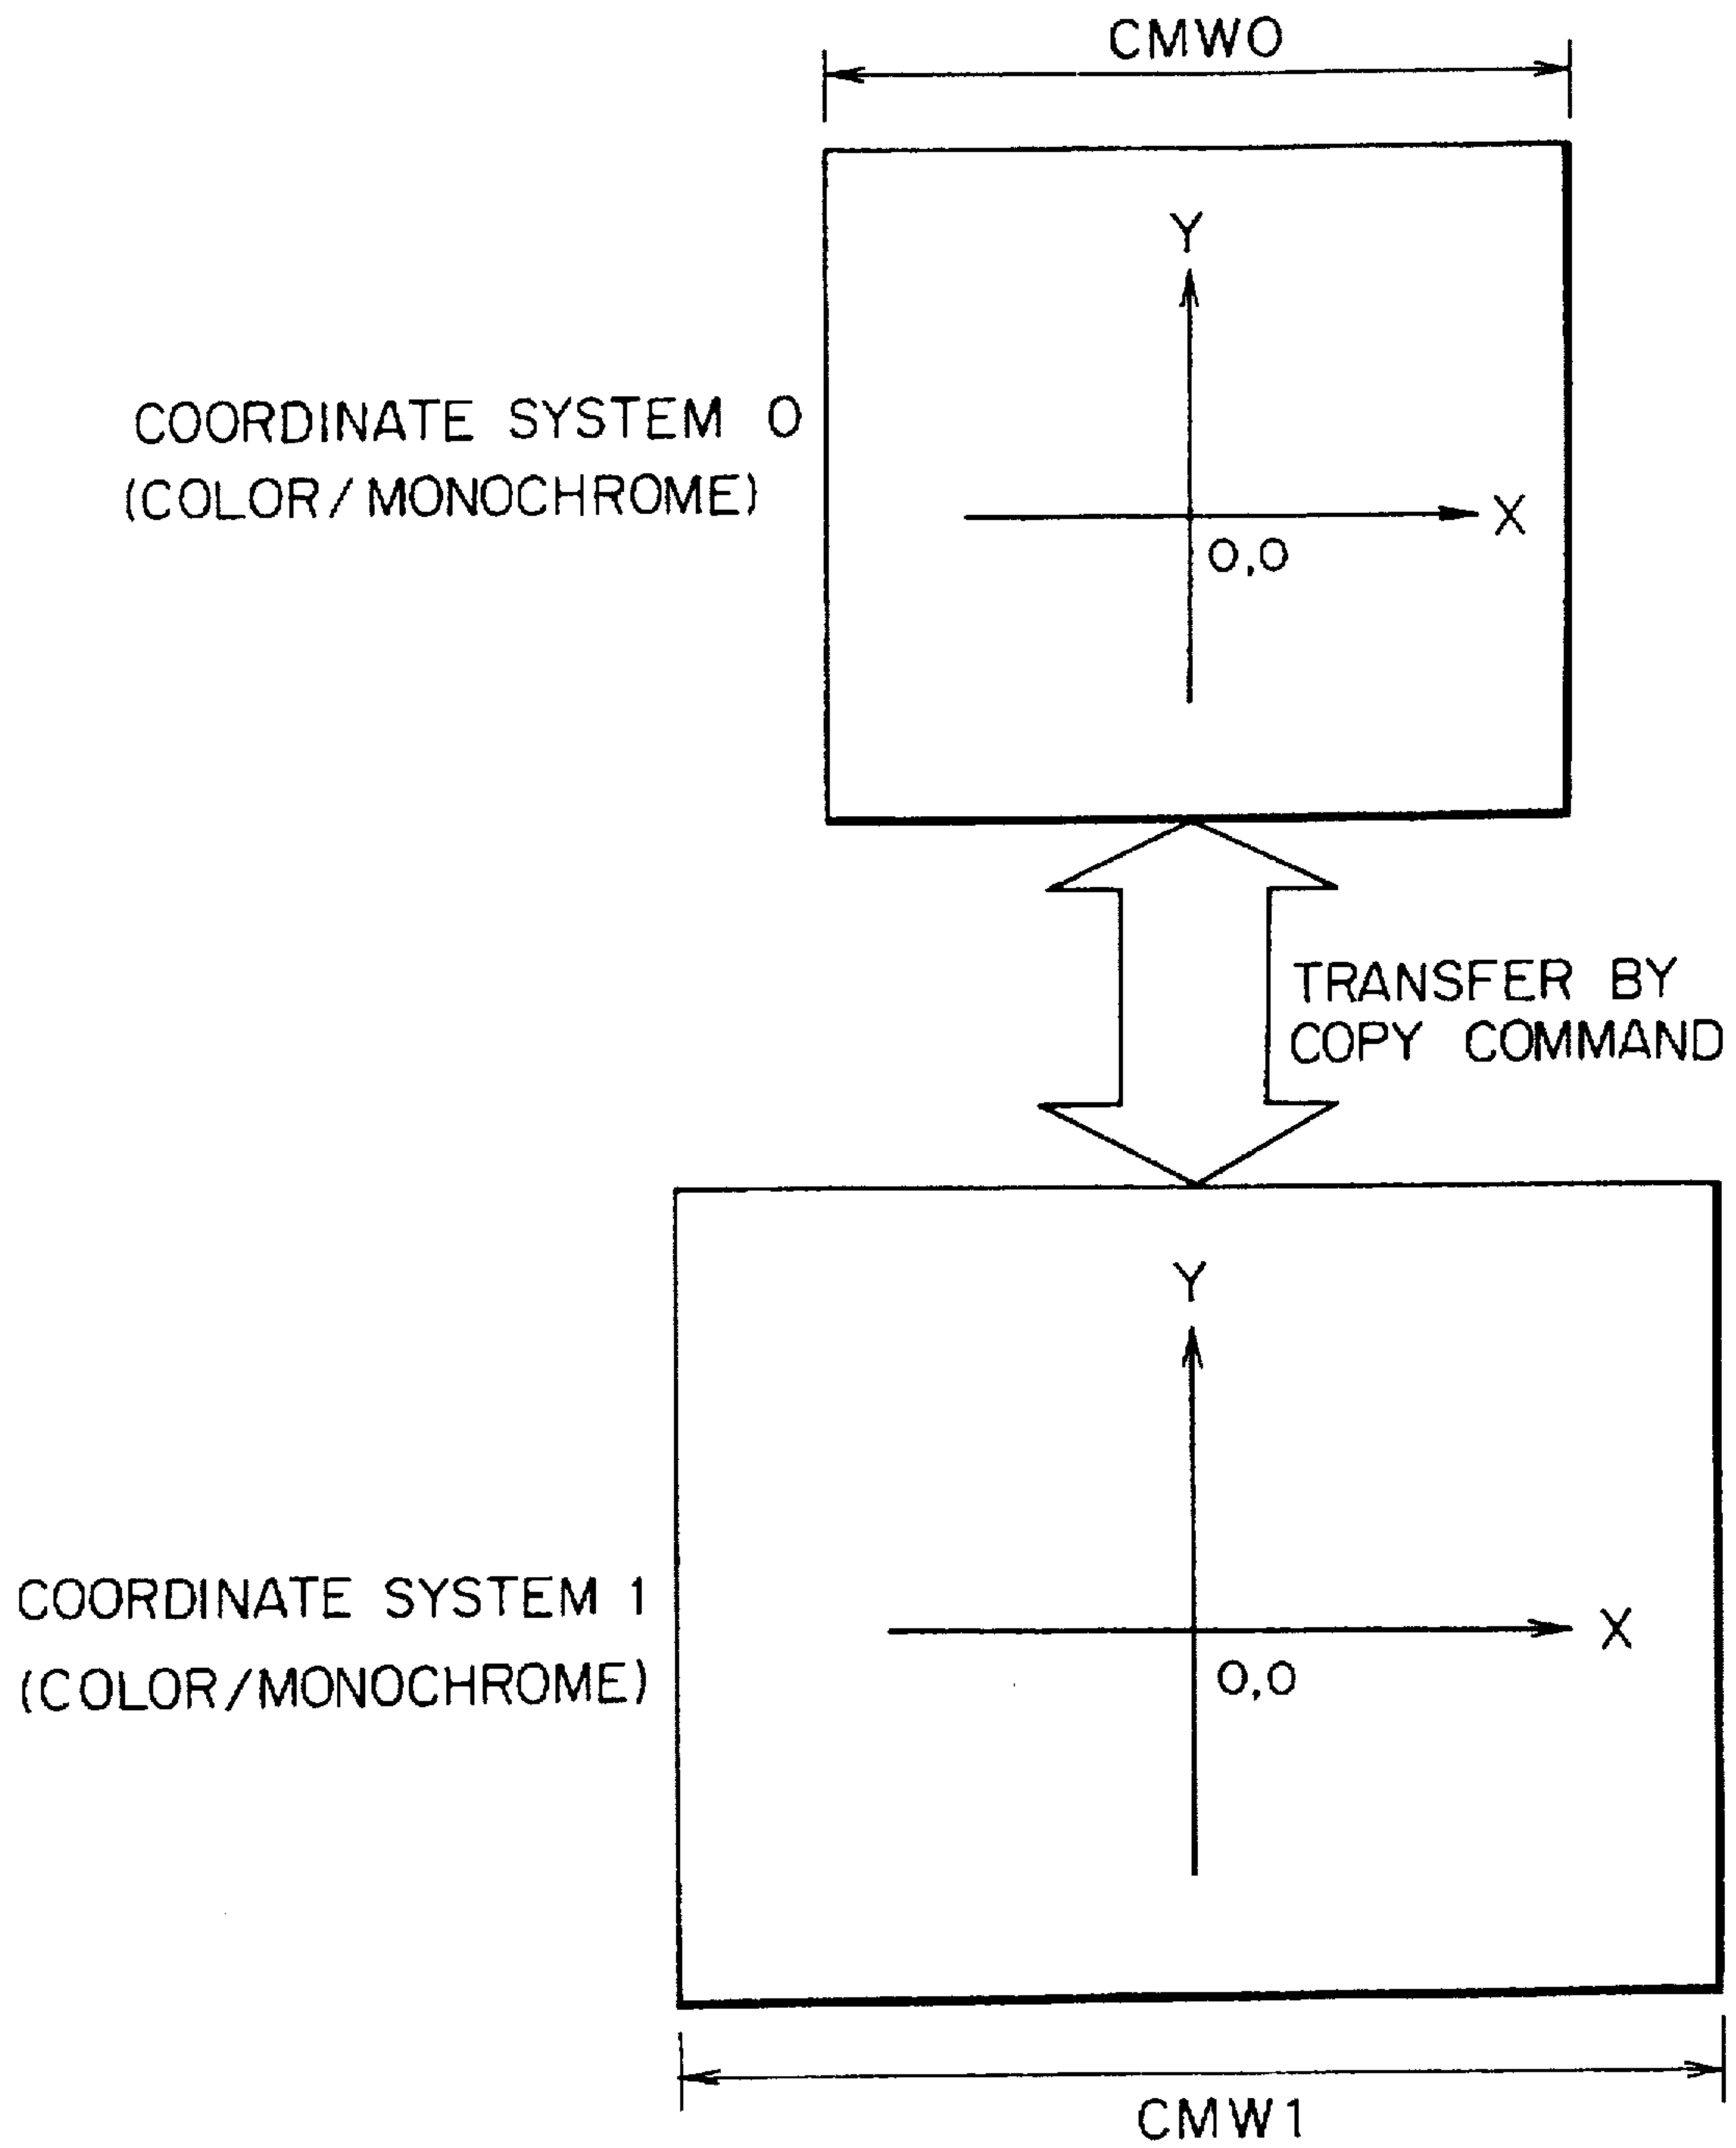 CMW0
Y
COORDINATE SYSTEM 0
(COLOR/MONOCHROME)
X
0,0
TRANSFER BY
COPY COMMAND
Y
COORDINATE SYSTEM 1
X
(COLOR/MONOCHROME)
0,0
CMW1